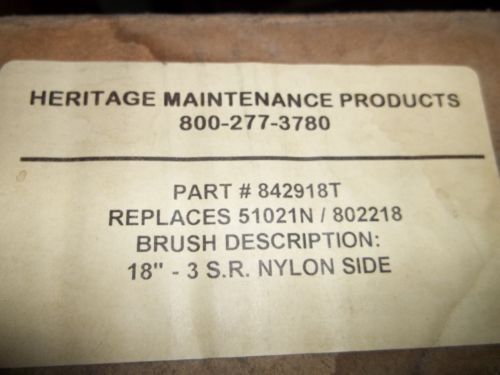 HERITAGE MAINTENANCE PRODUCTS
800-277-3780
PART # 842918T
REPLACES 51021N / 802218
BRUSH DESCRIPTION:
18" - 3 S.R. NYLON SIDE